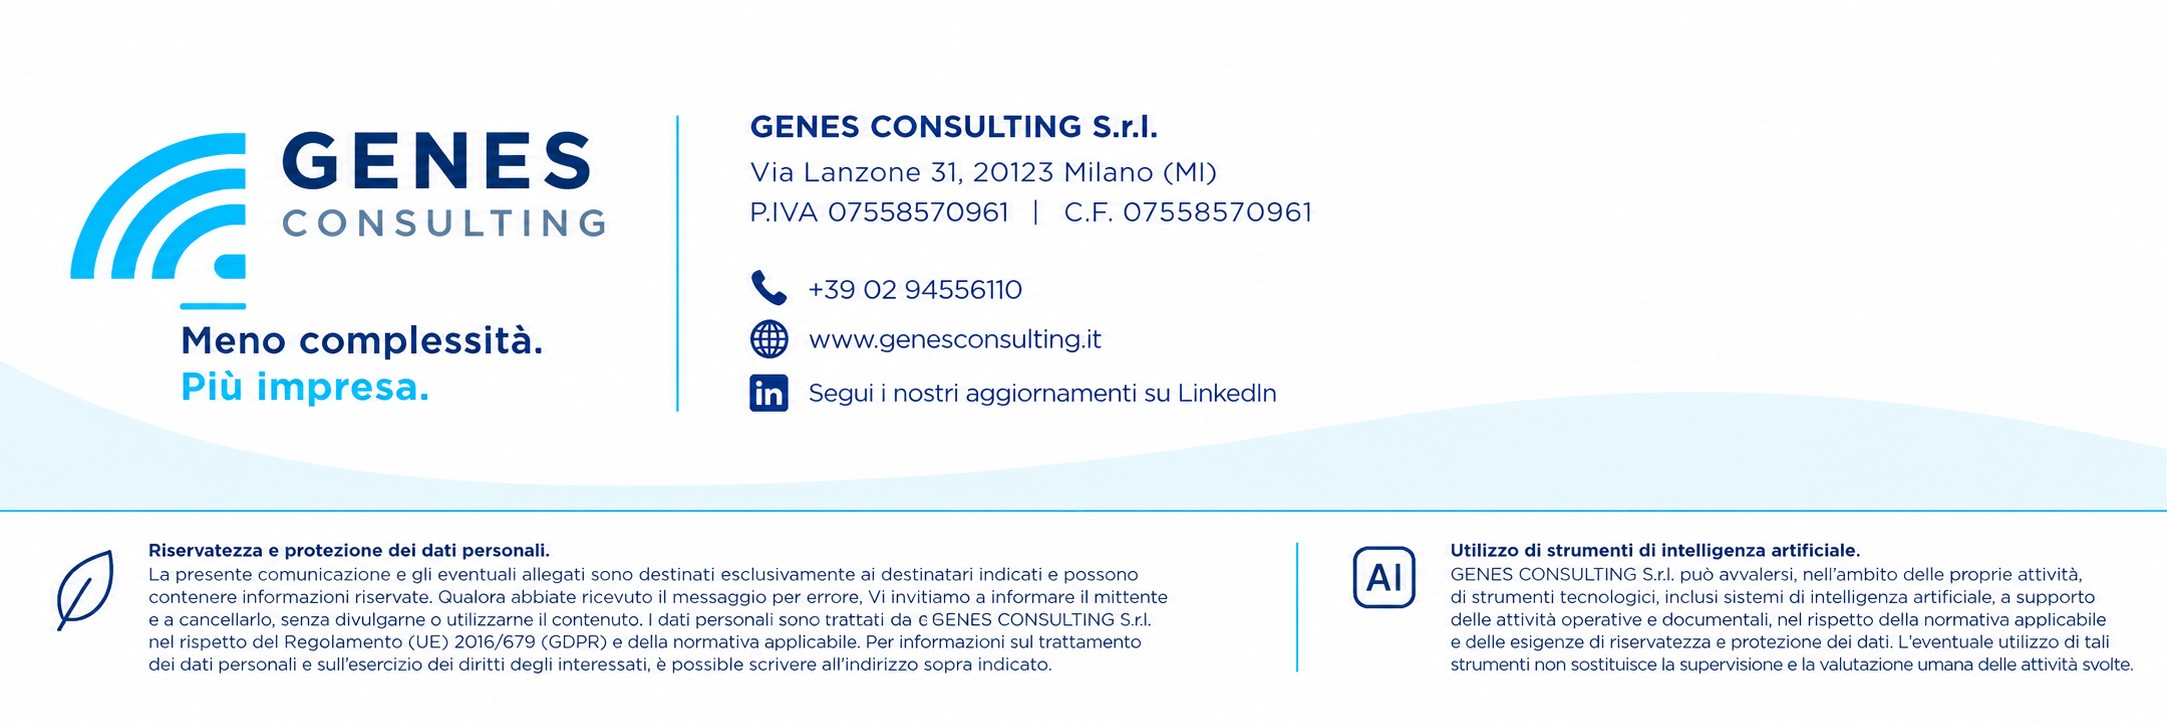 GENES
CONSULTING
Meno complessità.
Più impresa.
GENES CONSULTING S.r.l.
Via Lanzone 31, 20123 Milano (MI)
P.IVA 07558570961 | C.F. 07558570961
+39 02 94556110
www.genesconsulting.it
in
Segui i nostri aggiornamenti su LinkedIn
Riservatezza e protezione dei dati personali.
La presente comunicazione e gli eventuali allegati sono destinati esclusivamente ai destinatari indicati e possono
contenere informazioni riservate. Qualora abbiate ricevuto il messaggio per errore, Vi invitiamo a informare il mittente
e a cancellarlo, senza divulgarne o utilizzarne il contenuto. I dati personali sono trattati da GENES CONSULTING S.r.l.
nel rispetto del Regolamento (UE) 2016/679 (GDPR) e della normativa applicabile. Per informazioni sul trattamento
dei dati personali e sull'esercizio dei diritti degli interessati, è possible scrivere all'indirizzo sopra indicato.
AI
Utilizzo di strumenti di intelligenza artificiale.
GENES CONSULTING S.r.l. può avvalersi, nell'ambito delle proprie attività,
di strumenti tecnologici, inclusi sistemi di intelligenza artificiale, a supporto
delle attività operative e documentali, nel rispetto della normativa applicabile
e delle esigenze di riservatezza e protezione dei dati. L'eventuale utilizzo di tali
strumenti non sostituisce la supervisione e la valutazione umana delle attività svolte.